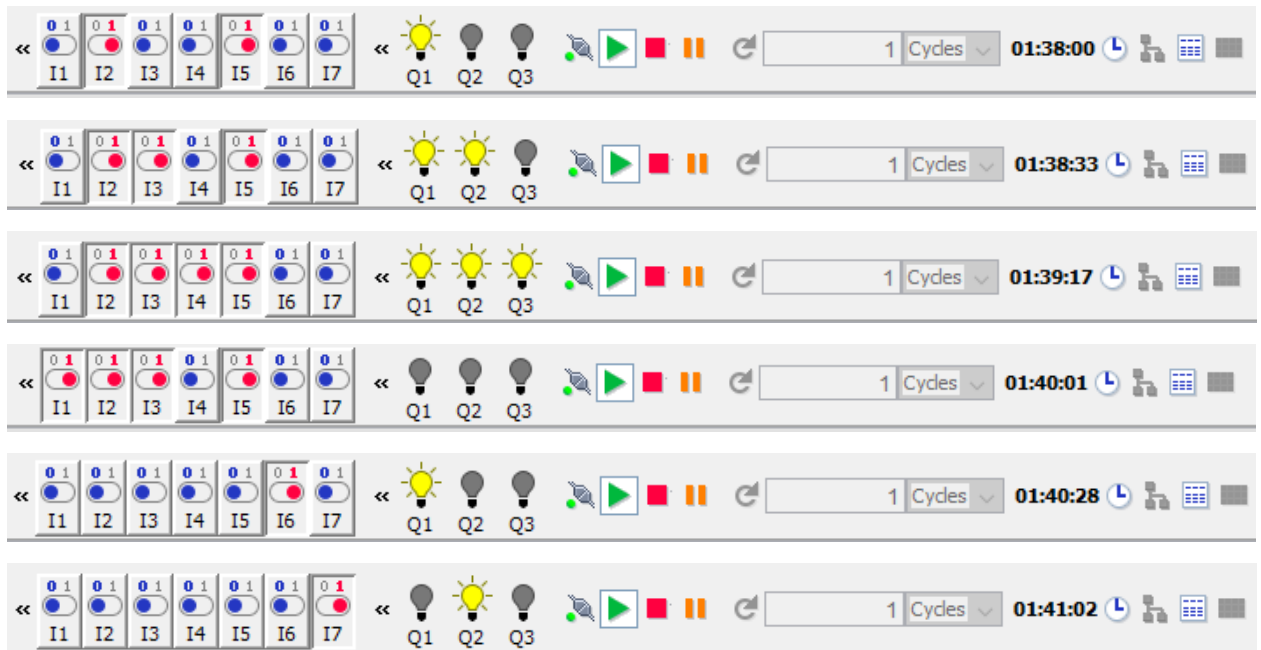 « 0 1 0 1 0 1 0 1 0 1 0 1 0 1 « 1 Cycles 01:38:00
I1 I2 I3 I4 I5 I6 I7 Q1 Q2 Q3
« 0 1 0 1 0 1 0 1 0 1 0 1 0 1 « 1 Cycles 01:38:33
I1 I2 I3 I4 I5 I6 I7 Q1 Q2 Q3
« 0 1 0 1 0 1 0 1 0 1 0 1 0 1 « 1 Cycles 01:39:17
I1 I2 I3 I4 I5 I6 I7 Q1 Q2 Q3
« 0 1 0 1 0 1 0 1 0 1 0 1 0 1 « 1 Cycles 01:40:01
I1 I2 I3 I4 I5 I6 I7 Q1 Q2 Q3
« 0 1 0 1 0 1 0 1 0 1 0 1 0 1 « 1 Cycles 01:40:28
I1 I2 I3 I4 I5 I6 I7 Q1 Q2 Q3
« 0 1 0 1 0 1 0 1 0 1 0 1 0 1 « 1 Cycles 01:41:02
I1 I2 I3 I4 I5 I6 I7 Q1 Q2 Q3